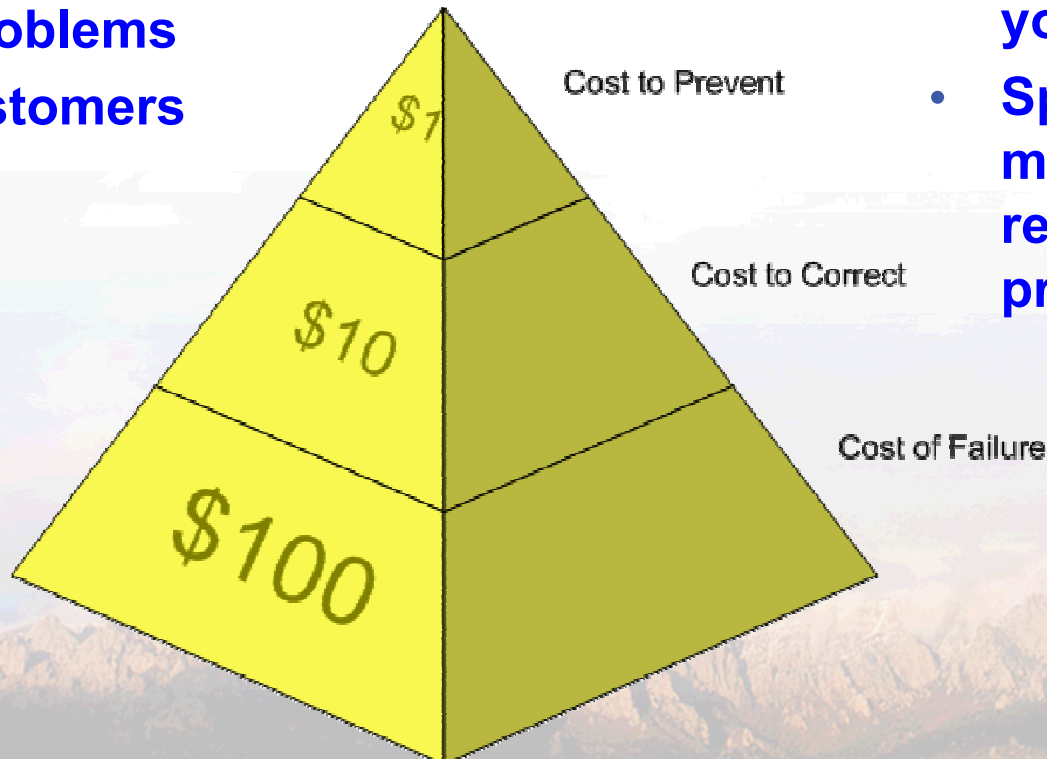 oblems
stomers
$1
Cost to Prevent
$10
Cost to Correct
$100
Cost of Failure
yo
• Sp
m
re
pr